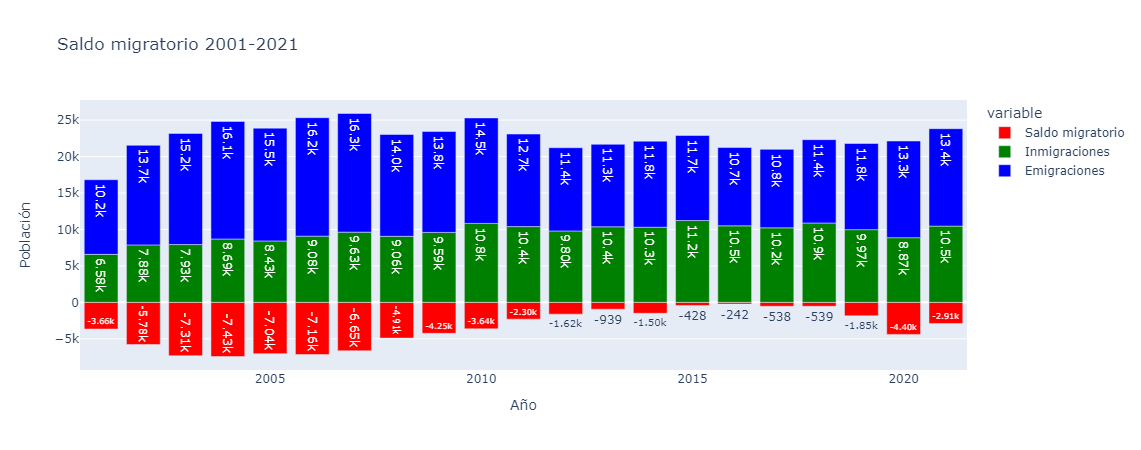 Saldo migratorio 2001-2021
variable
Saldo migratorio
Inmigraciones
Emigraciones
Población
25k
20k
15k
10k
5k
0
−5k
10.2k
13.7k
15.2k
16.1k
15.5k
16.2k
16.3k
14.0k
13.8k
14.5k
12.7k
11.4k
11.3k
11.8k
11.7k
10.7k
10.8k
11.4k
11.8k
13.3k
13.4k
6.58k
7.88k
7.93k
8.69k
8.43k
9.08k
9.63k
9.06k
9.59k
10.8k
10.4k
9.80k
10.4k
10.3k
11.2k
10.5k
10.2k
10.9k
9.97k
8.87k
10.5k
-3.66k
-5.78k
-7.31k
-7.43k
-7.04k
-7.16k
-6.65k
-4.91k
-4.25k
-3.64k
-2.30k
-1.62k
-939
-1.50k
-428
-242
-538
-539
-1.85k
-4.40k
-2.91k
2005
2010
2015
2020
Año